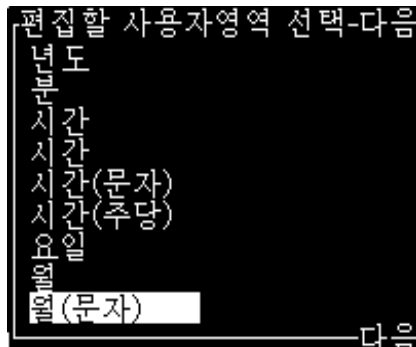 편집할 사용자영역 선택-다음
년도
분
시간
시간
시간(문자)
시간(주당)
요일
월
월(문자)
다음